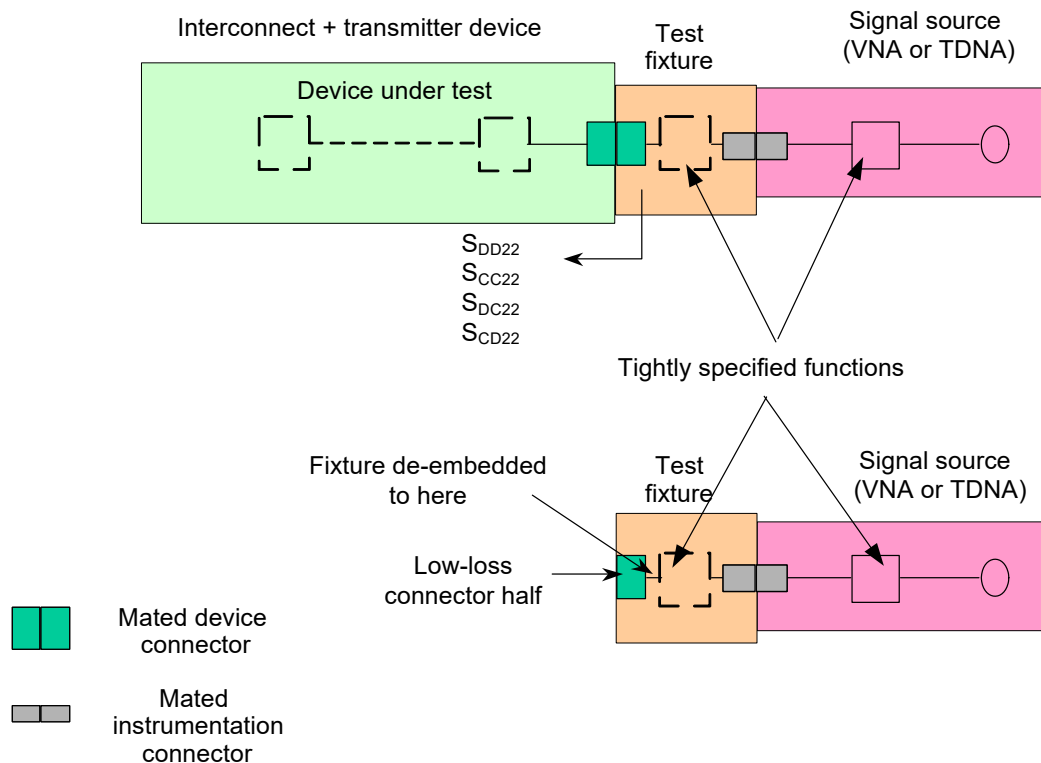 Interconnect + transmitter device
Test
fixture
Signal source
(VNA or TDNA)
Device under test
SDD22
SCC22
SDC22
SCD22
Tightly specified functions
Fixture de-embedded
to here
Test
fixture
Signal source
(VNA or TDNA)
Low-loss
connector half
Mated device
connector
Mated
instrumentation
connector